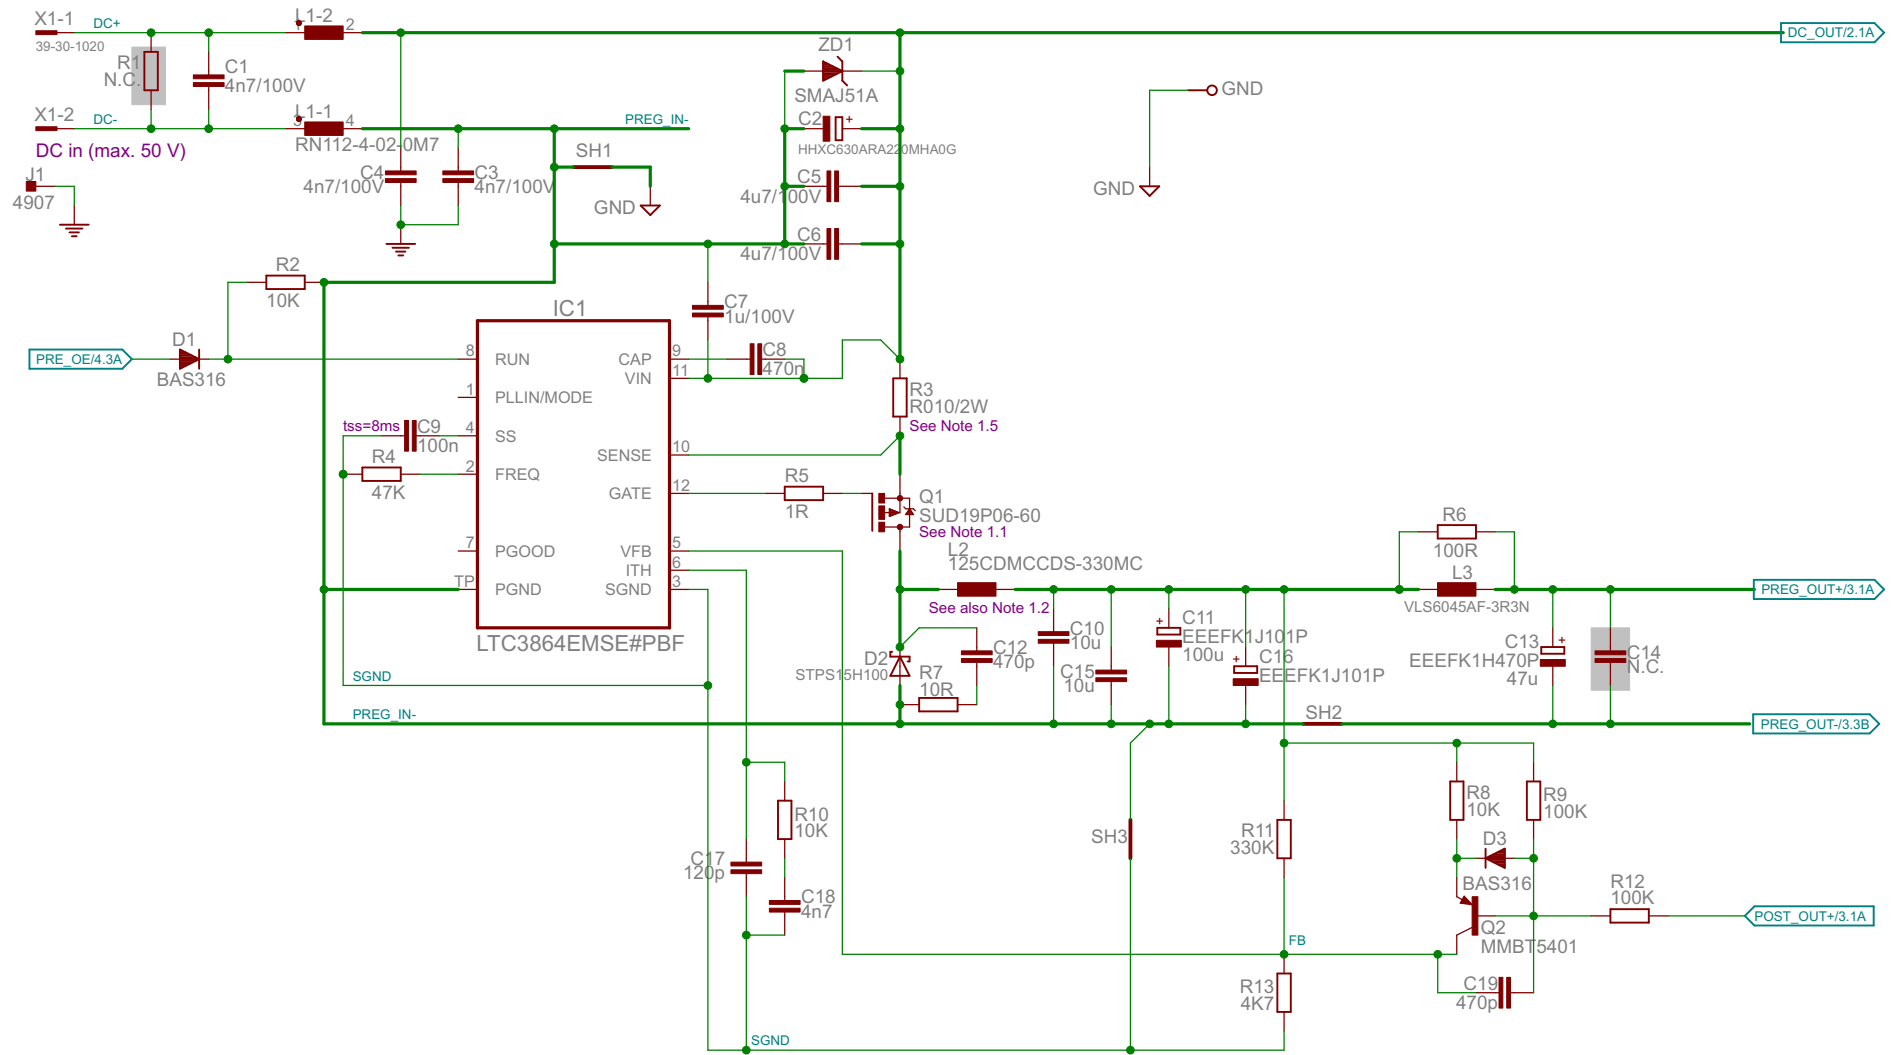 X1-1
DC+
39-30-1020
R1
N.C.
C1
4n7/100V
X1-2
DC-
DC in (max. 50 V)
J1
4907
L1-2
2
L1-1
3
4
RN112-4-02-0M7
C4
4n7/100V
C3
4n7/100V
PREG_IN-
SH1
GND
ZD1
SMAJ51A
C2
+
HHXC630ARA220MHA0G
C5
4u7/100V
C6
4u7/100V
DC_OUT/2.1A
GND
GND
R2
10K
D1
BAS316
PRE_OE/4.3A
IC1
8
RUN
1
PLLIN/MODE
4
SS
2
FREQ
7
PGOOD
TP
PGND
CAP
9
VIN
11
SENSE
10
GATE
12
VFB
5
ITH
6
SGND
3
LTC3864EMSE#PBF
C7
1u/100V
C8
470n
tss=8ms
C9
100n
R4
47K
R3
R010/2W
See Note 1.5
R5
1R
Q1
SUD19P06-60
See Note 1.1
L2
125CDMCCDS-330MC
See also Note 1.2
D2
STPS15H100
R7
10R
C12
470p
C10
10u
C15
10u
C11
+
EEEFK1J101P
100u
C16
+
EEEFK1J101P
R6
100R
L3
VLS6045AF-3R3N
C13
+
EEEFK1H470P
47u
C14
N.C.
PREG_OUT+/3.1A
SGND
PREG_IN-
SH2
PREG_OUT-/3.3B
R10
10K
C17
120p
C18
4n7
SH3
R11
330K
R8
10K
R9
100K
D3
BAS316
R12
100K
POST_OUT+/3.1A
Q2
MMBT5401
FB
R13
4K7
C19
470p
SGND